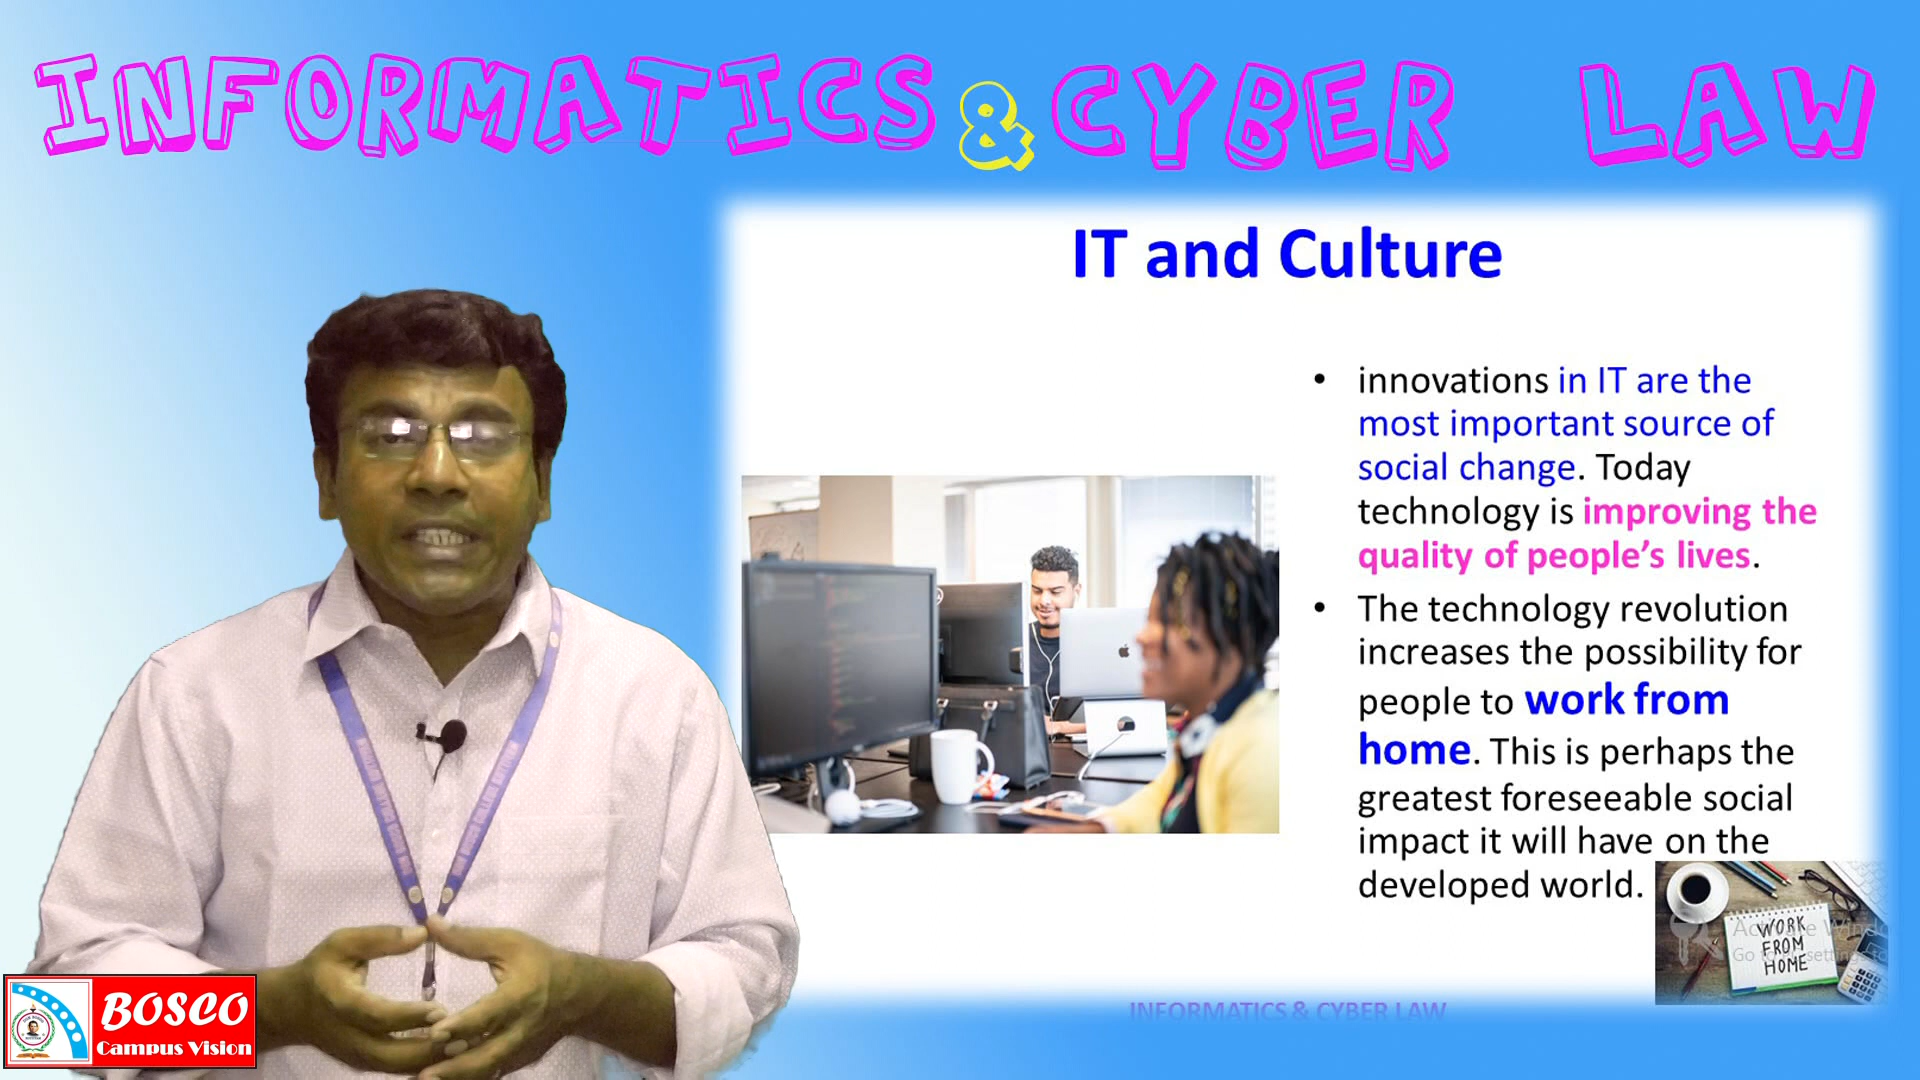 INFORMATICS & CYBER LAW
IT and Culture
• innovations in IT are the
most important source of
social change. Today
technology is improving the
quality of people’s lives.
• The technology revolution
increases the possibility for
people to work from
home. This is perhaps the
greatest foreseeable social
impact it will have on the
developed world.
WORK
FROM
HOME
INFORMATICS & CYBER LAW
BOSCO
Campus Vision